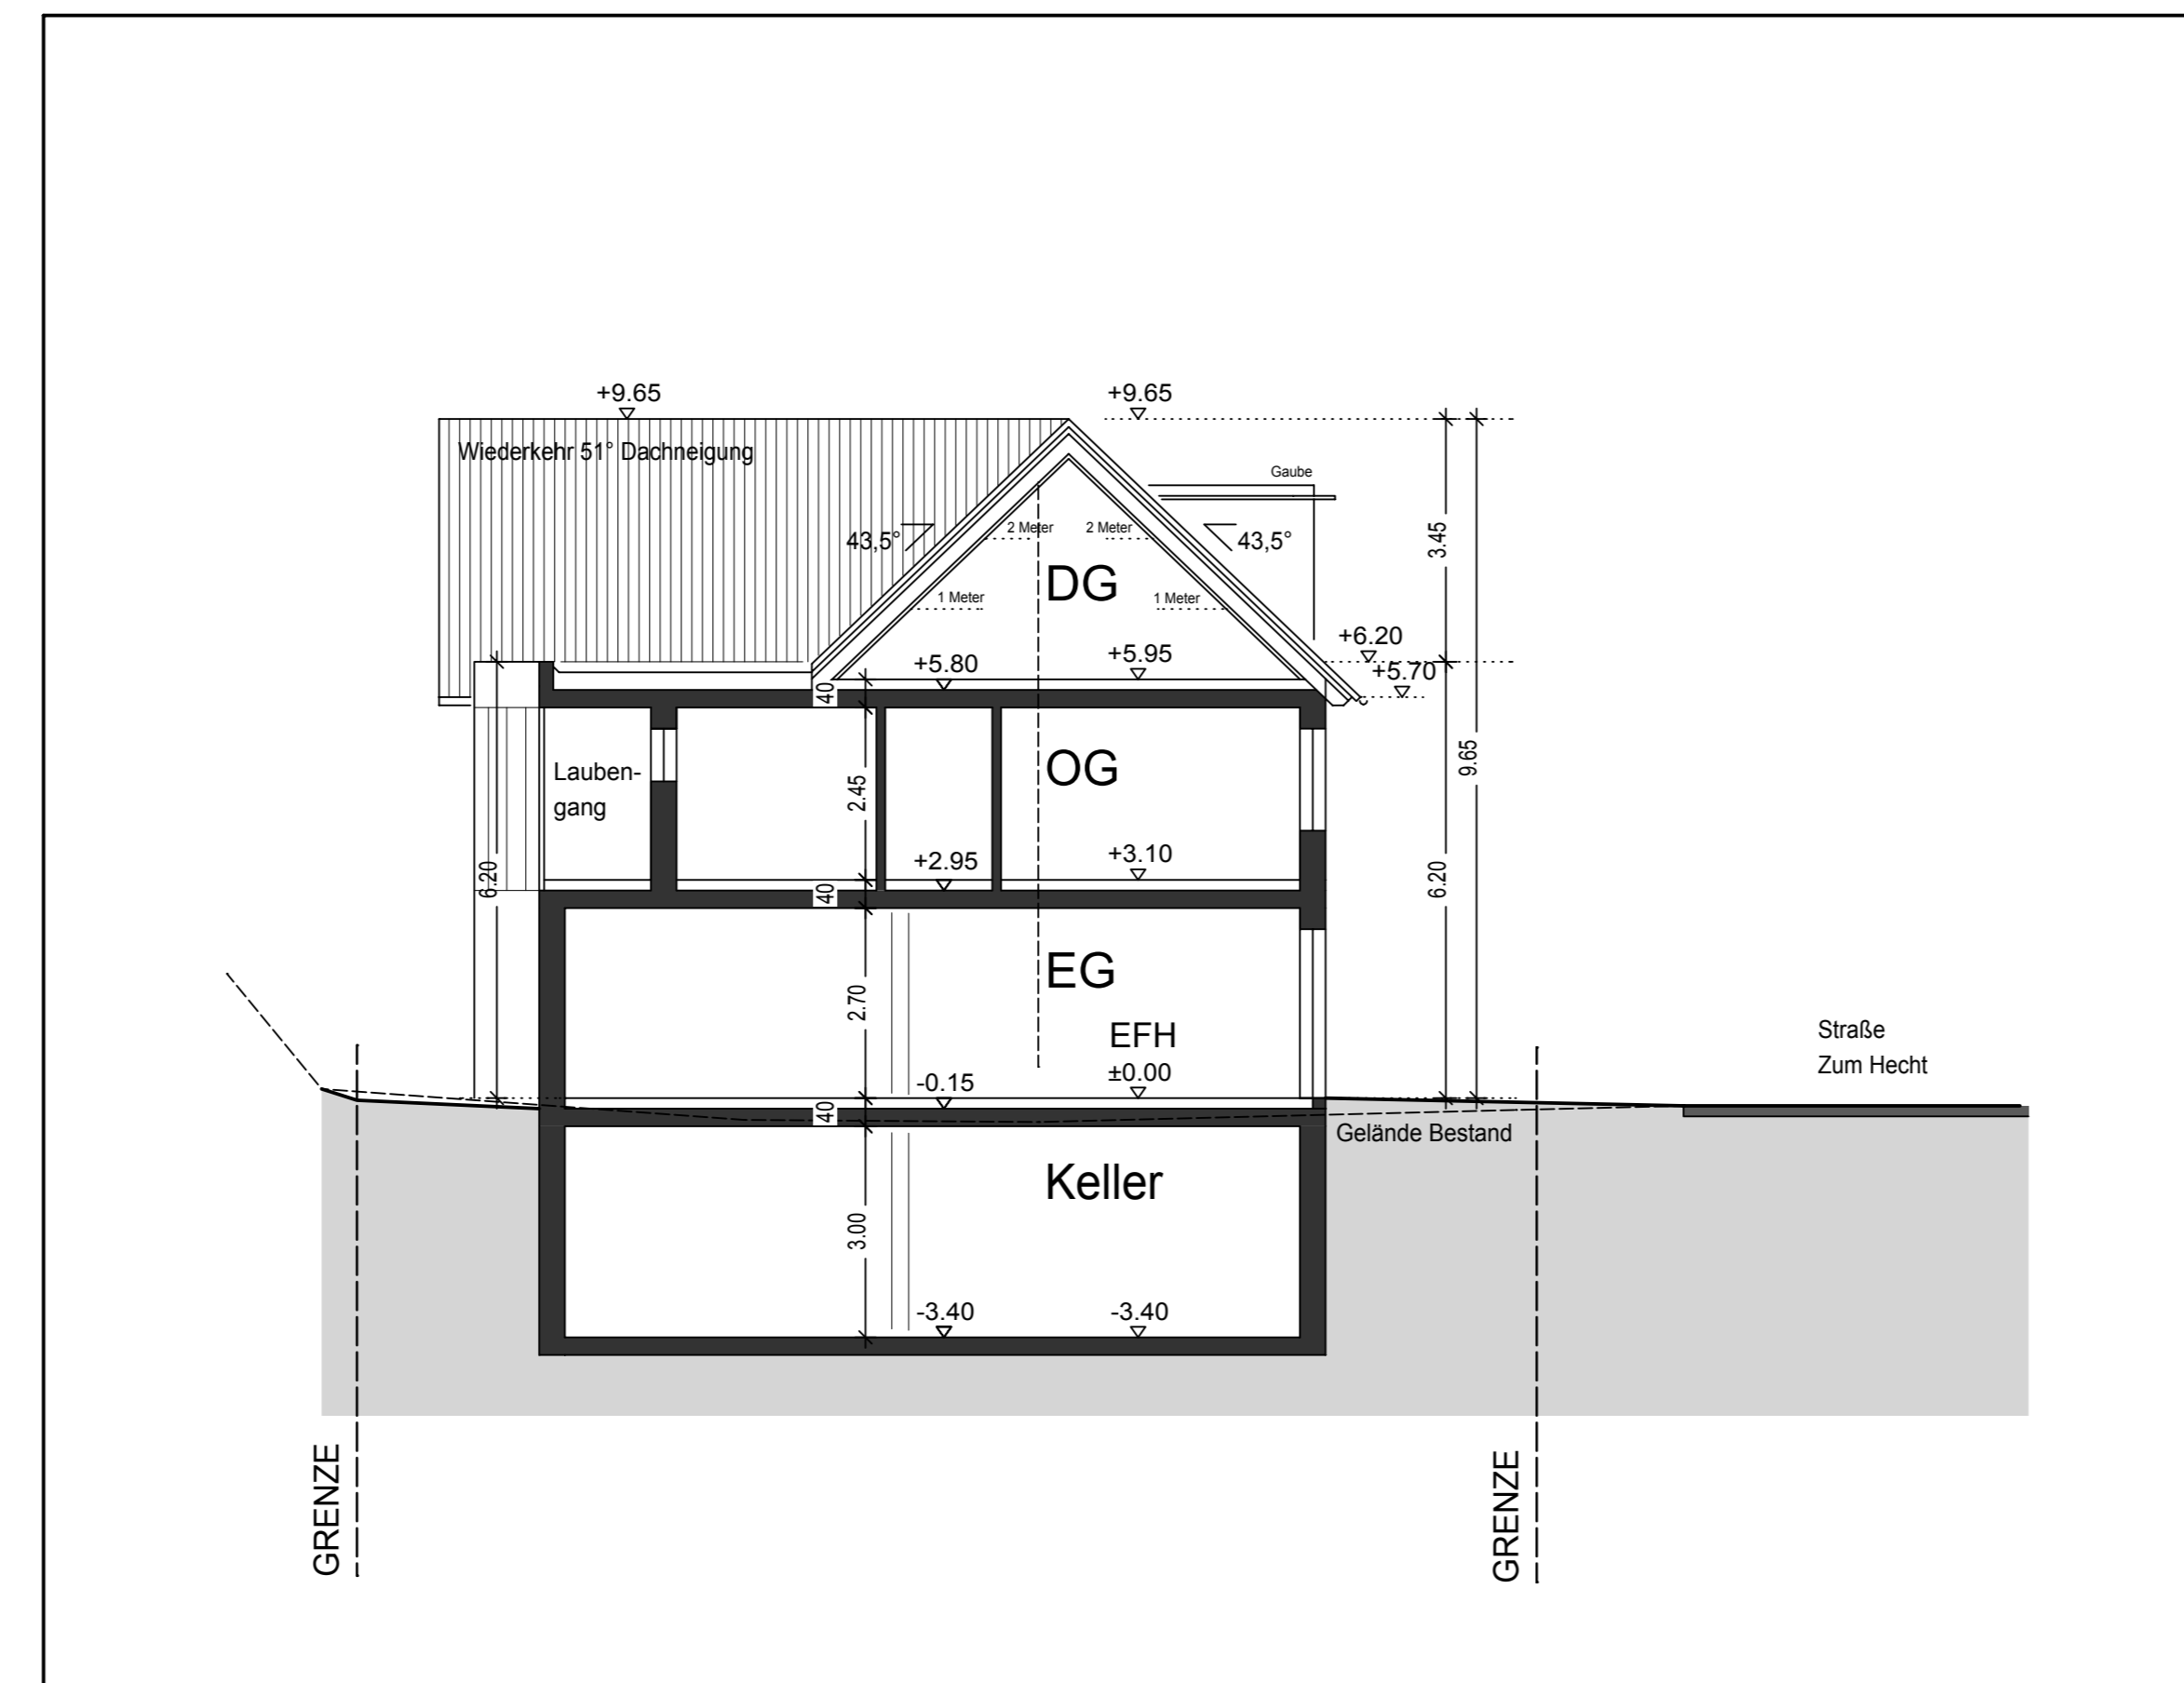 +9.65
+9.65
Wiederkehr 51° Dachneigung
Gaube
2 Meter
2 Meter
43,5°
43,5°
3.45
DG
1 Meter
1 Meter
+6.20
+5.80
+5.95
+5.70
40
OG
9.65
Lauben-
gang
2.45
+2.95
+3.10
6.20
6.20
40
EG
2.70
EFH
±0.00
-0.15
Straße
Zum Hecht
40
Gelände Bestand
Keller
3.00
-3.40
-3.40
GRENZE
GRENZE